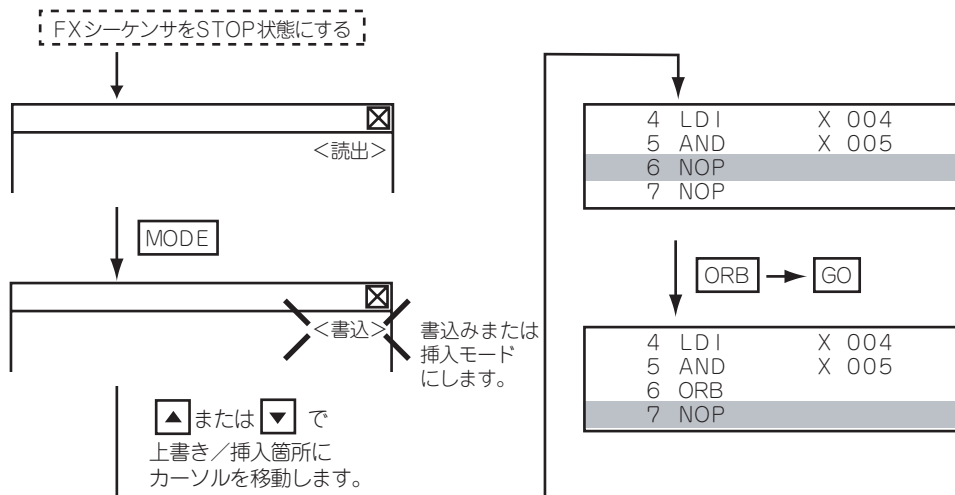 FXシーケンサをSTOP状態にする
<読出>
MODE
<書込>
書込みまたは
挿入モード
にします。
▲ または ▼ で
上書き／挿入箇所に
カーソルを移動します。
4 LDI X 004
5 AND X 005
6 NOP
7 NOP
ORB → GO
4 LDI X 004
5 AND X 005
6 ORB
7 NOP